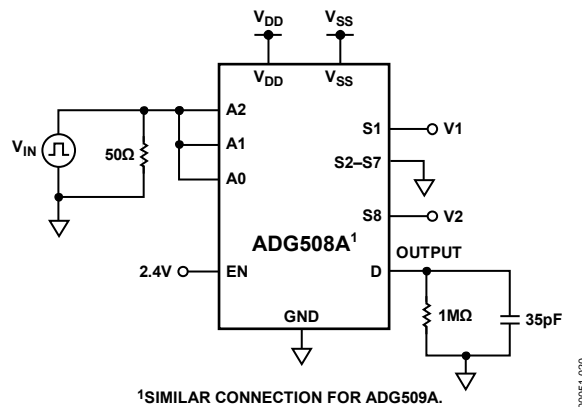 VDD VSS
VDD VSS
A2
A1
A0
VIN
50Ω
S1 V1
S2–S7
S8 V2
ADG508A1
OUTPUT
2.4V EN
D
1MΩ
35pF
GND
1SIMILAR CONNECTION FOR ADG509A.